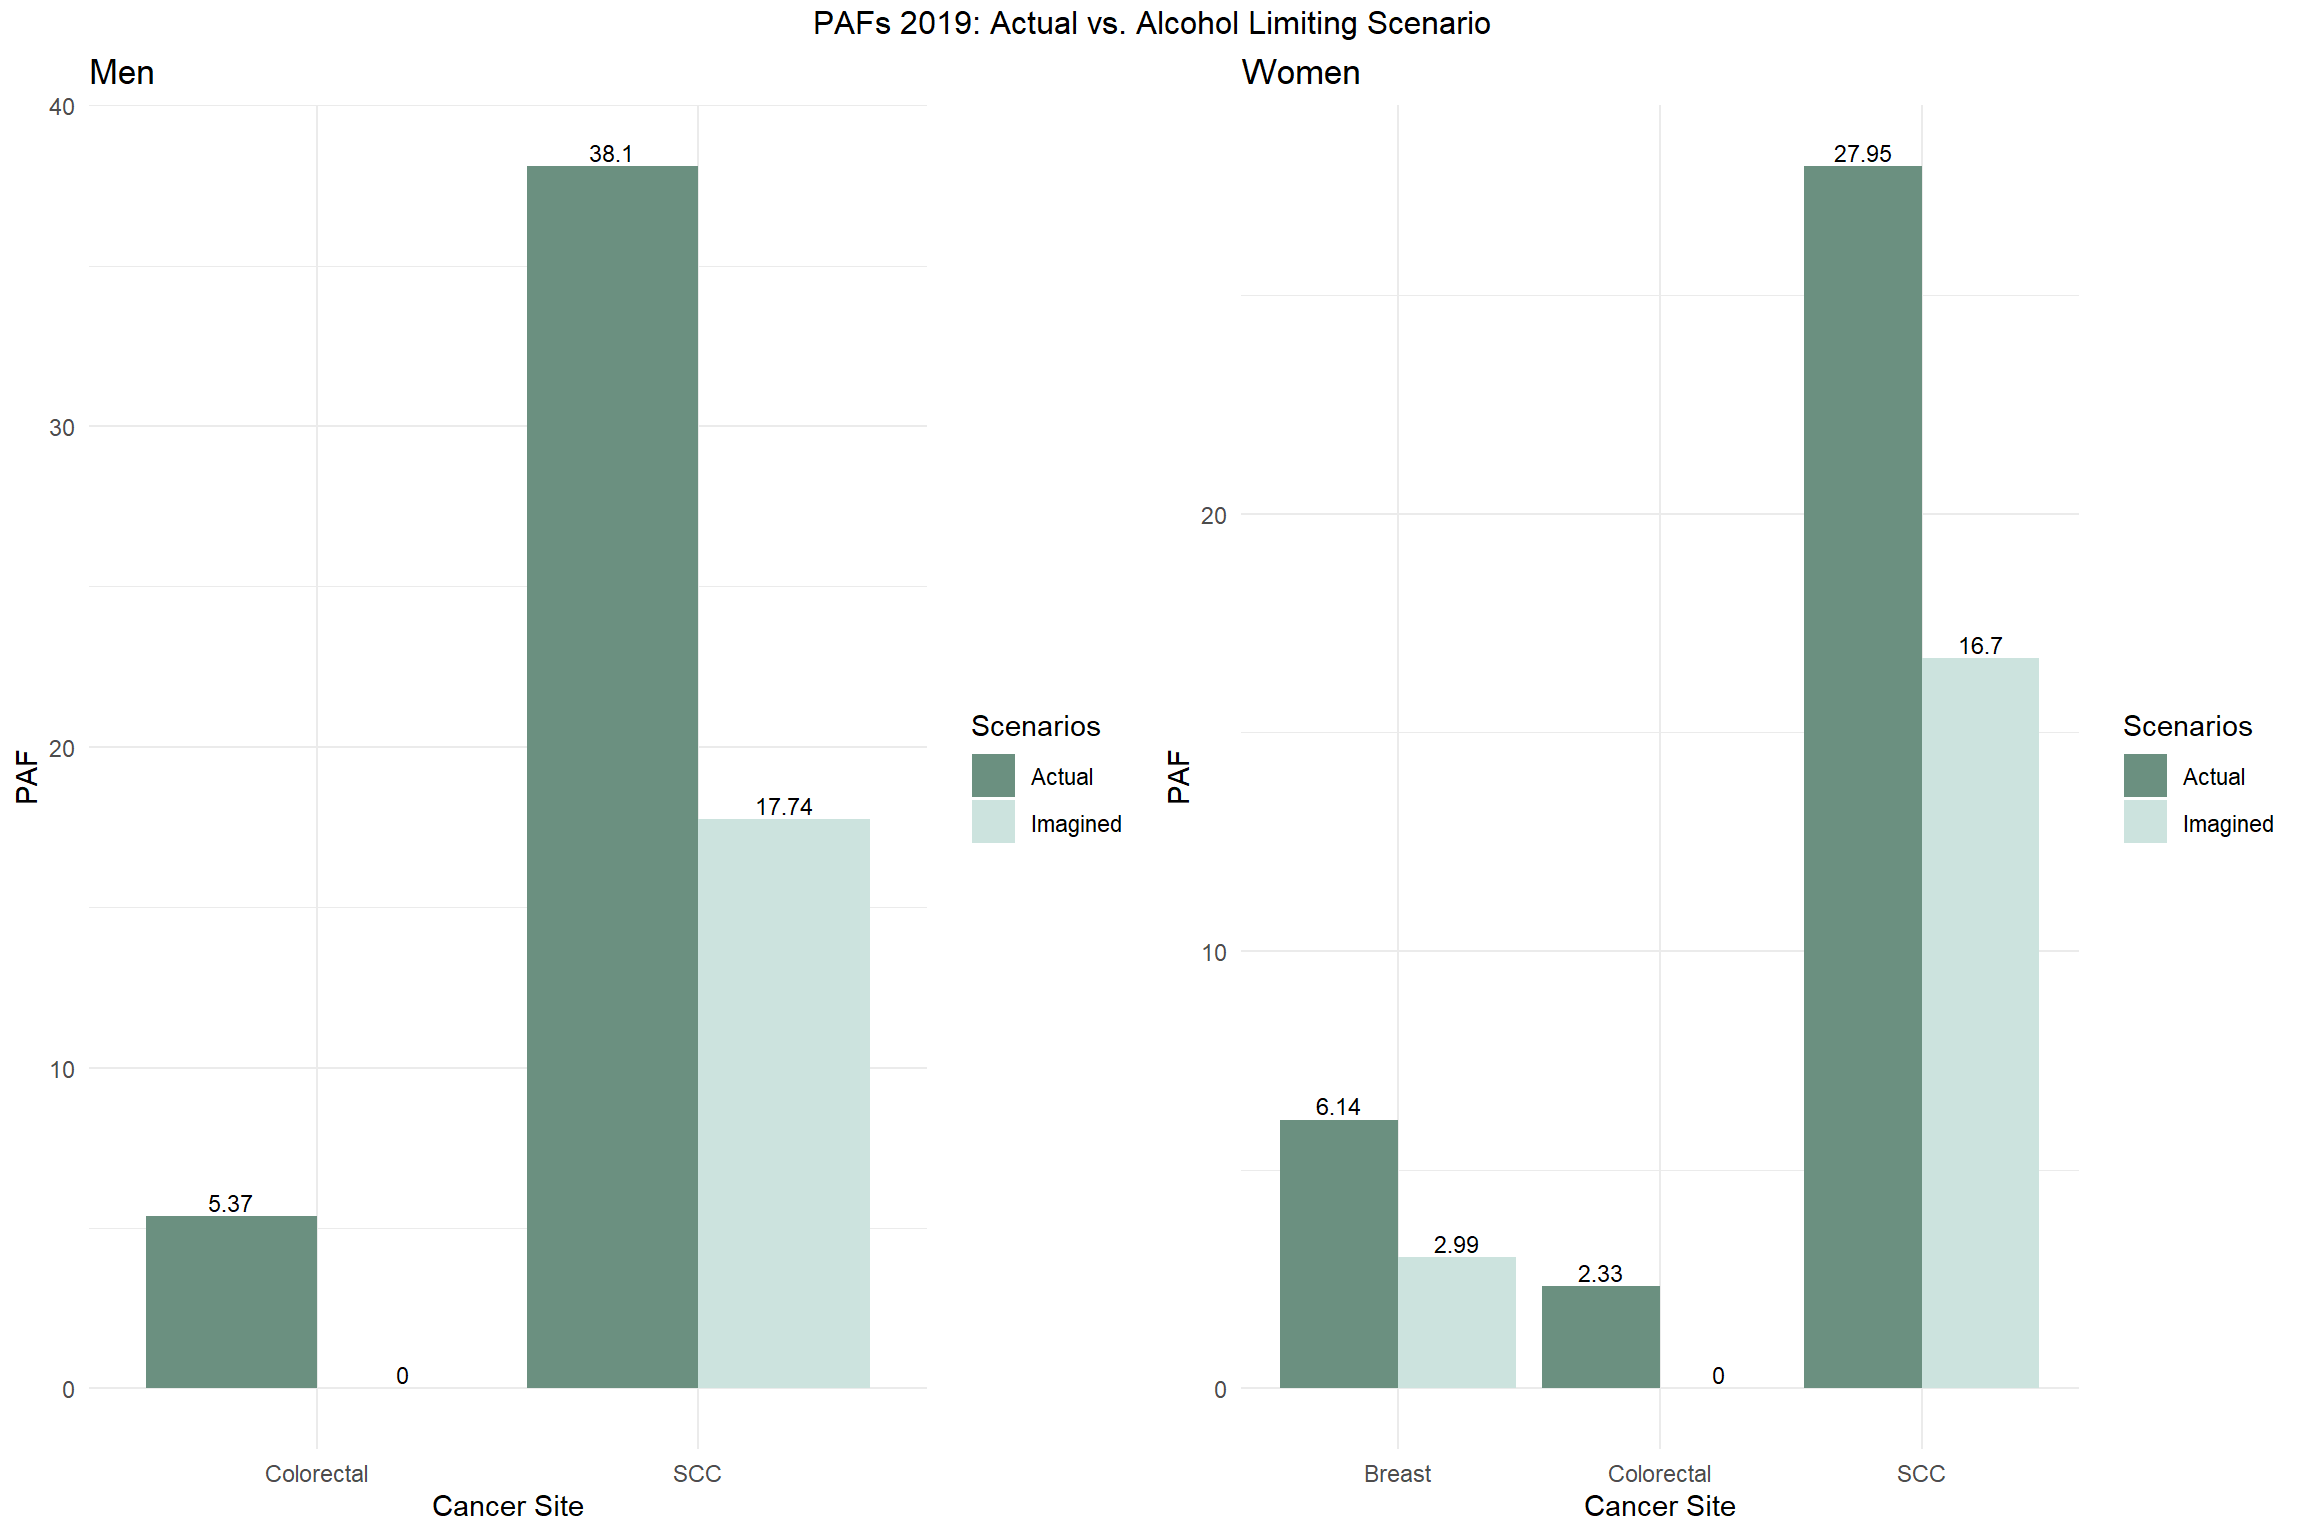 PAFs 2019: Actual vs. Alcohol Limiting Scenario
Men
40
30
20
10
0
PAF
38.1
17.74
5.37
0
Colorectal
SCC
Cancer Site
Scenarios
Actual
Imagined
Women
20
10
0
PAF
27.95
16.7
6.14
2.99
2.33
0
Breast
Colorectal
SCC
Cancer Site
Scenarios
Actual
Imagined